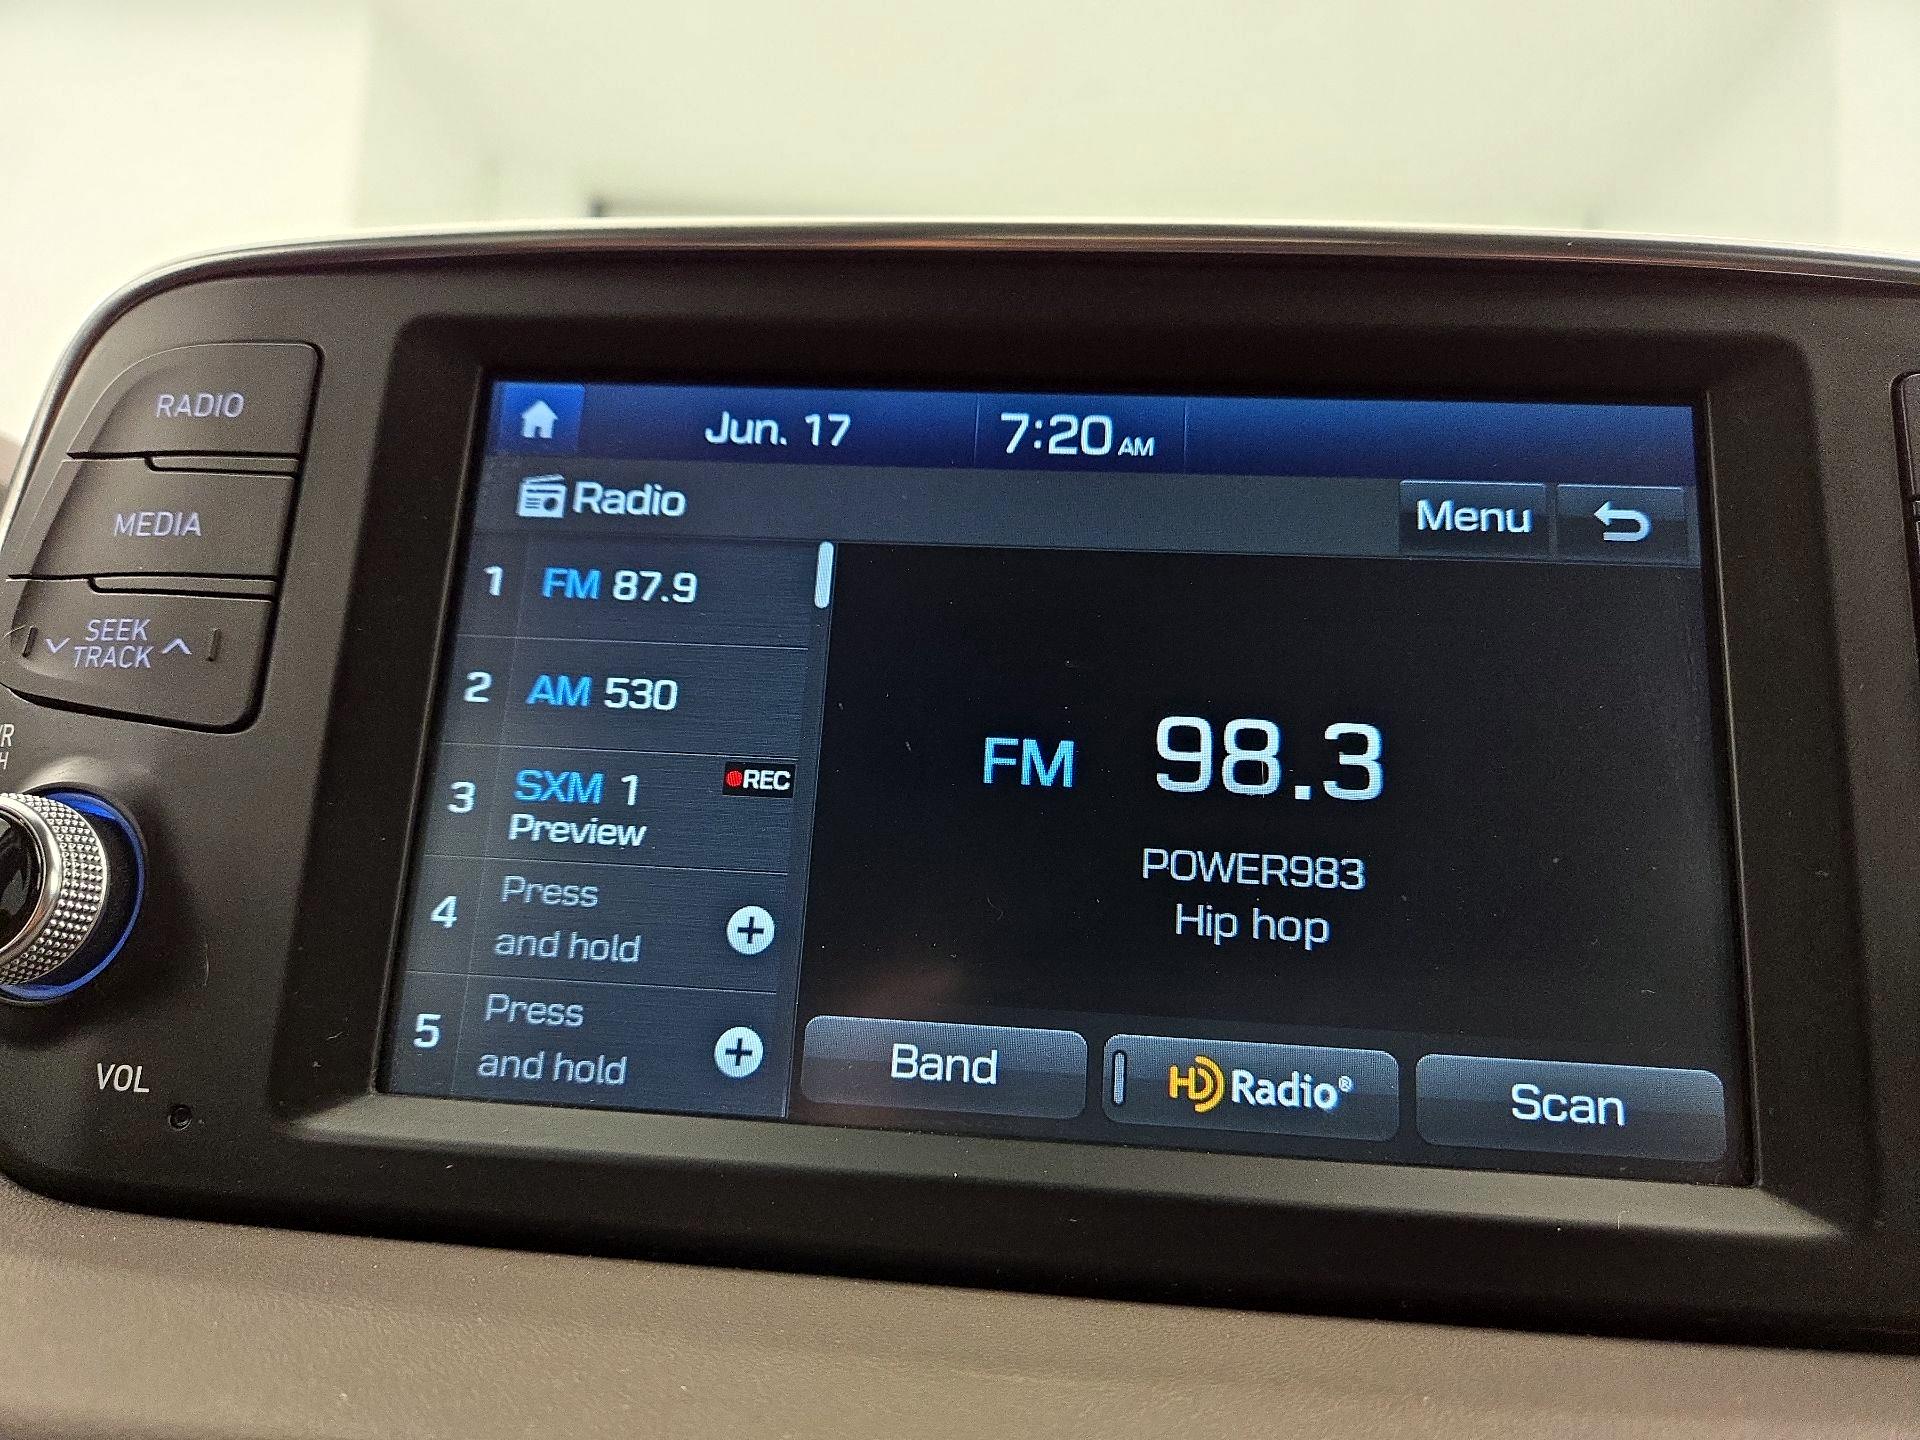 RADIO
MEDIA
SEEK
TRACK
VOL
Jun. 17
7:20 AM
Radio
Menu
1 FM 87.9
2 AM 530
3 SXM 1 REC
Preview
4 Press
and hold
5 Press
and hold
FM 98.3
POWER983
Hip hop
Band
HD Radio®
Scan